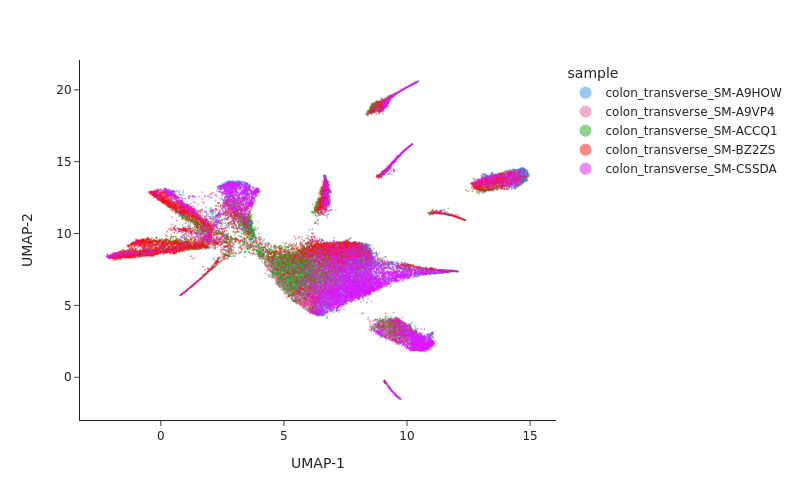 sample
colon_transverse_SM-A9HOW
colon_transverse_SM-A9VP4
colon_transverse_SM-ACCQ1
colon_transverse_SM-BZ2ZS
colon_transverse_SM-CSSDA
20
15
10
5
0
UMAP-2
0
5
10
15
UMAP-1